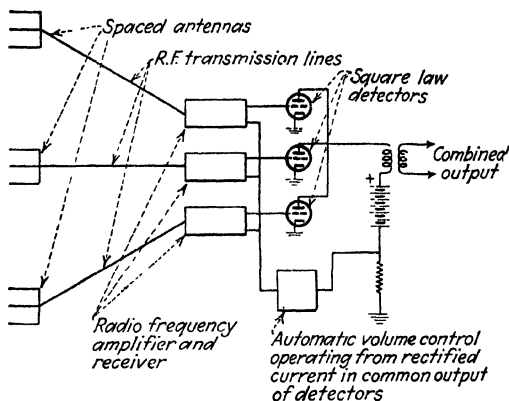 Spaced antennas
R.F. transmission lines
Square law
detectors
+
Combined
output
Radio frequency
amplifier and
receiver
Automatic volume control
operating from rectified
current in common output
of detectors